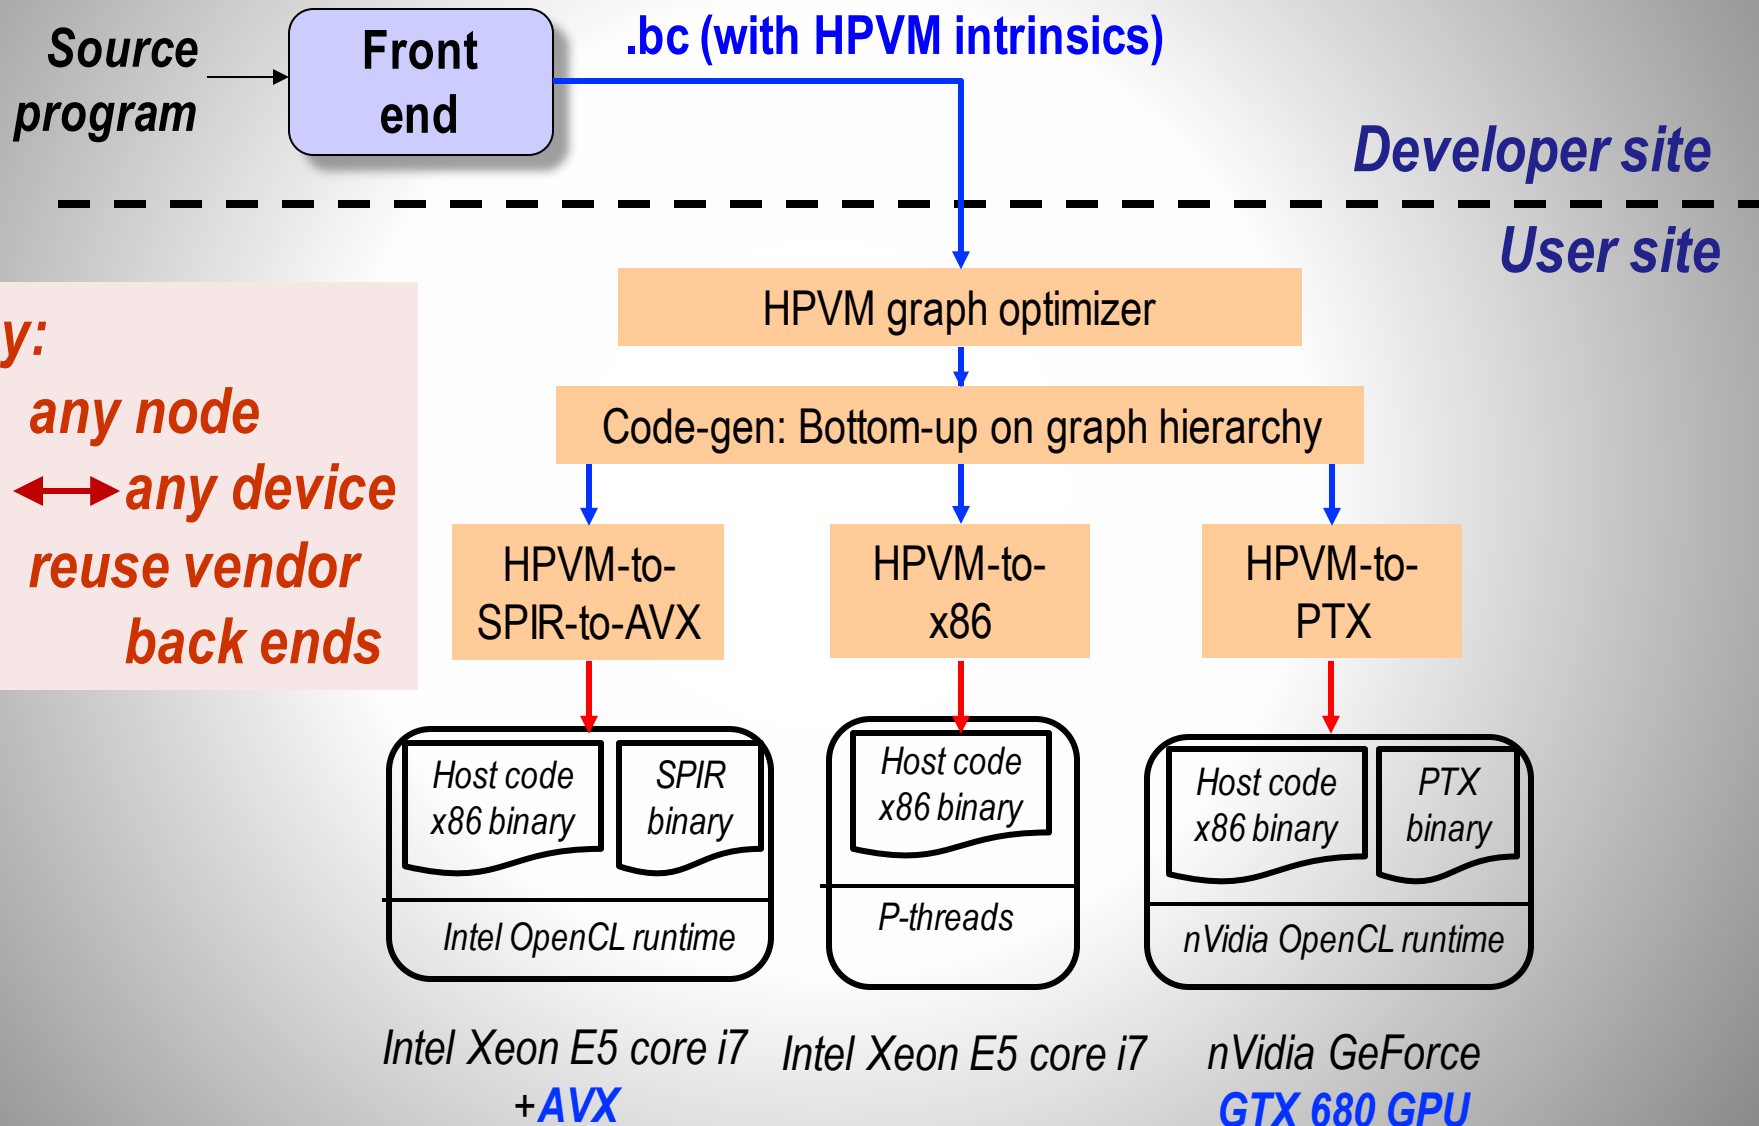 Source
program
Front
end
.bc (with HPVM intrinsics)
Developer site
User site
HPVM graph optimizer
y:
any node
any device
reuse vendor
back ends
Code-gen: Bottom-up on graph hierarchy
HPVM-to-
SPIR-to-AVX
HPVM-to-
x86
HPVM-to-
PTX
Host code
x86 binary
SPIR
binary
Intel OpenCL runtime
Host code
x86 binary
P-threads
Host code
x86 binary
PTX
binary
nVidia OpenCL runtime
Intel Xeon E5 core i7
+AVX
Intel Xeon E5 core i7
nVidia GeForce
GTX 680 GPU